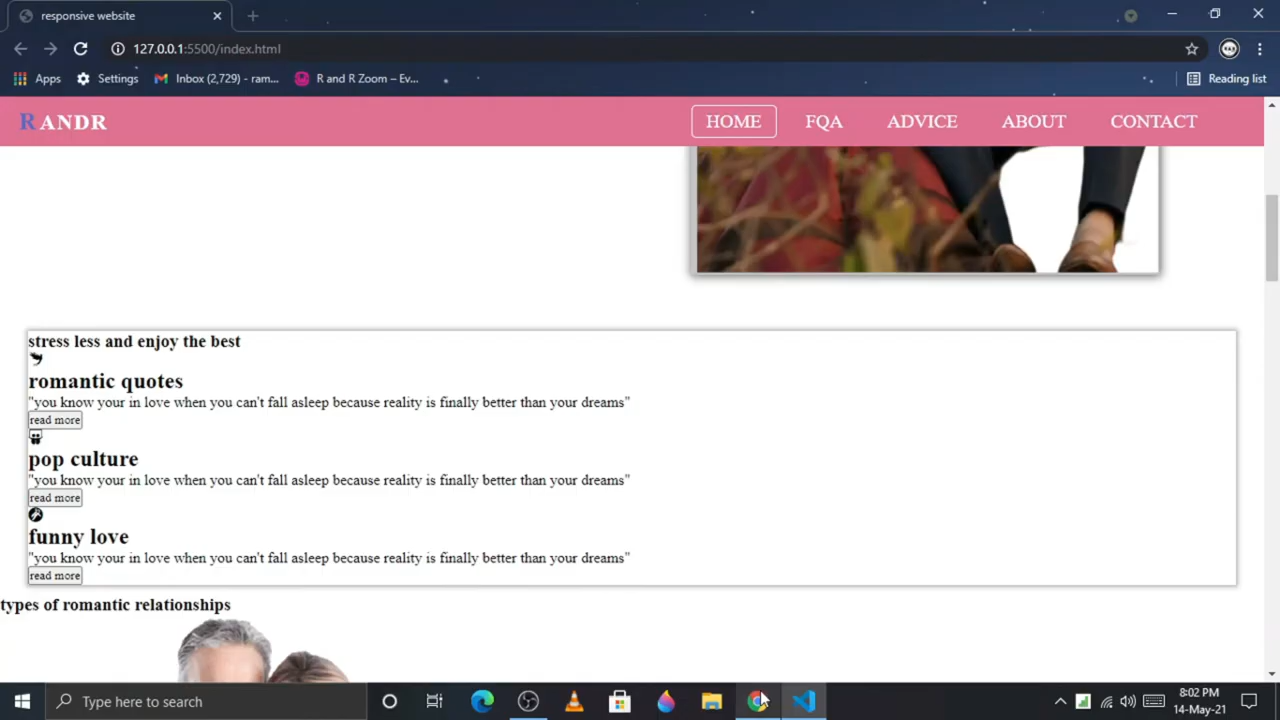 responsive website
127.0.0.1:5500/index.html
Apps Settings Inbox (2,729) - ram... R and R Zoom – Ev... Reading list
R ANDR HOME FQA ADVICE ABOUT CONTACT
stress less and enjoy the best
romantic quotes
"you know your in love when you can't fall asleep because reality is finally better than your dreams"
read more
pop culture
"you know your in love when you can't fall asleep because reality is finally better than your dreams"
read more
funny love
"you know your in love when you can't fall asleep because reality is finally better than your dreams"
read more
types of romantic relationships
Type here to search
8:02 PM
14-May-21